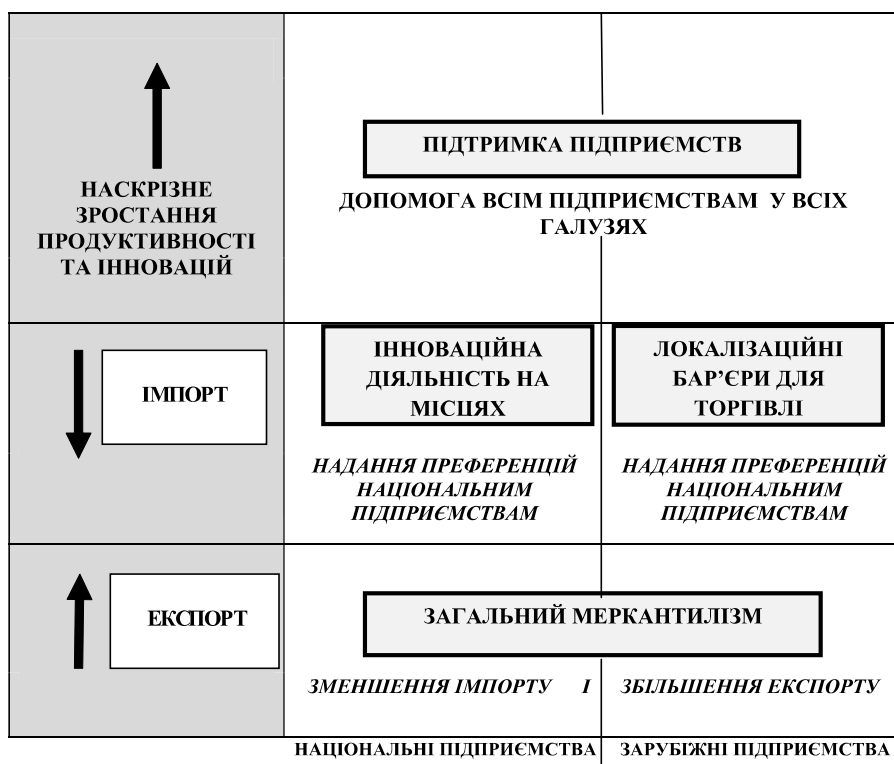 ПІДТРИМКА ПІДПРИЄМСТВ
НАСКРІЗНЕ
ЗРОСТАННЯ
ПРОДУКТИВНОСТІ
ТА ІННОВАЦІЙ
ДОПОМОГА ВСІМ ПІДПРИЄМСТВАМ У ВСІХ
ГАЛУЗЯХ
ІМПОРТ
ІННОВАЦІЙНА
ДІЯЛЬНІСТЬ НА
МІСЦЯХ
ЛОКАЛІЗАЦІЙНІ
БАР’ЄРИ ДЛЯ
ТОРГІВЛІ
НАДАННЯ ПРЕФЕРЕНЦІЙ
НАЦІОНАЛЬНИМ
ПІДПРИЄМСТВАМ
НАДАННЯ ПРЕФЕРЕНЦІЙ
НАЦІОНАЛЬНИМ
ПІДПРИЄМСТВАМ
ЕКСПОРТ
ЗАГАЛЬНИЙ МЕРКАНТИЛІЗМ
ЗМЕНШЕННЯ ІМПОРТУ І ЗБІЛЬШЕННЯ ЕКСПОРТУ
НАЦІОНАЛЬНІ ПІДПРИЄМСТВА
ЗАРУБІЖНІ ПІДПРИЄМСТВА